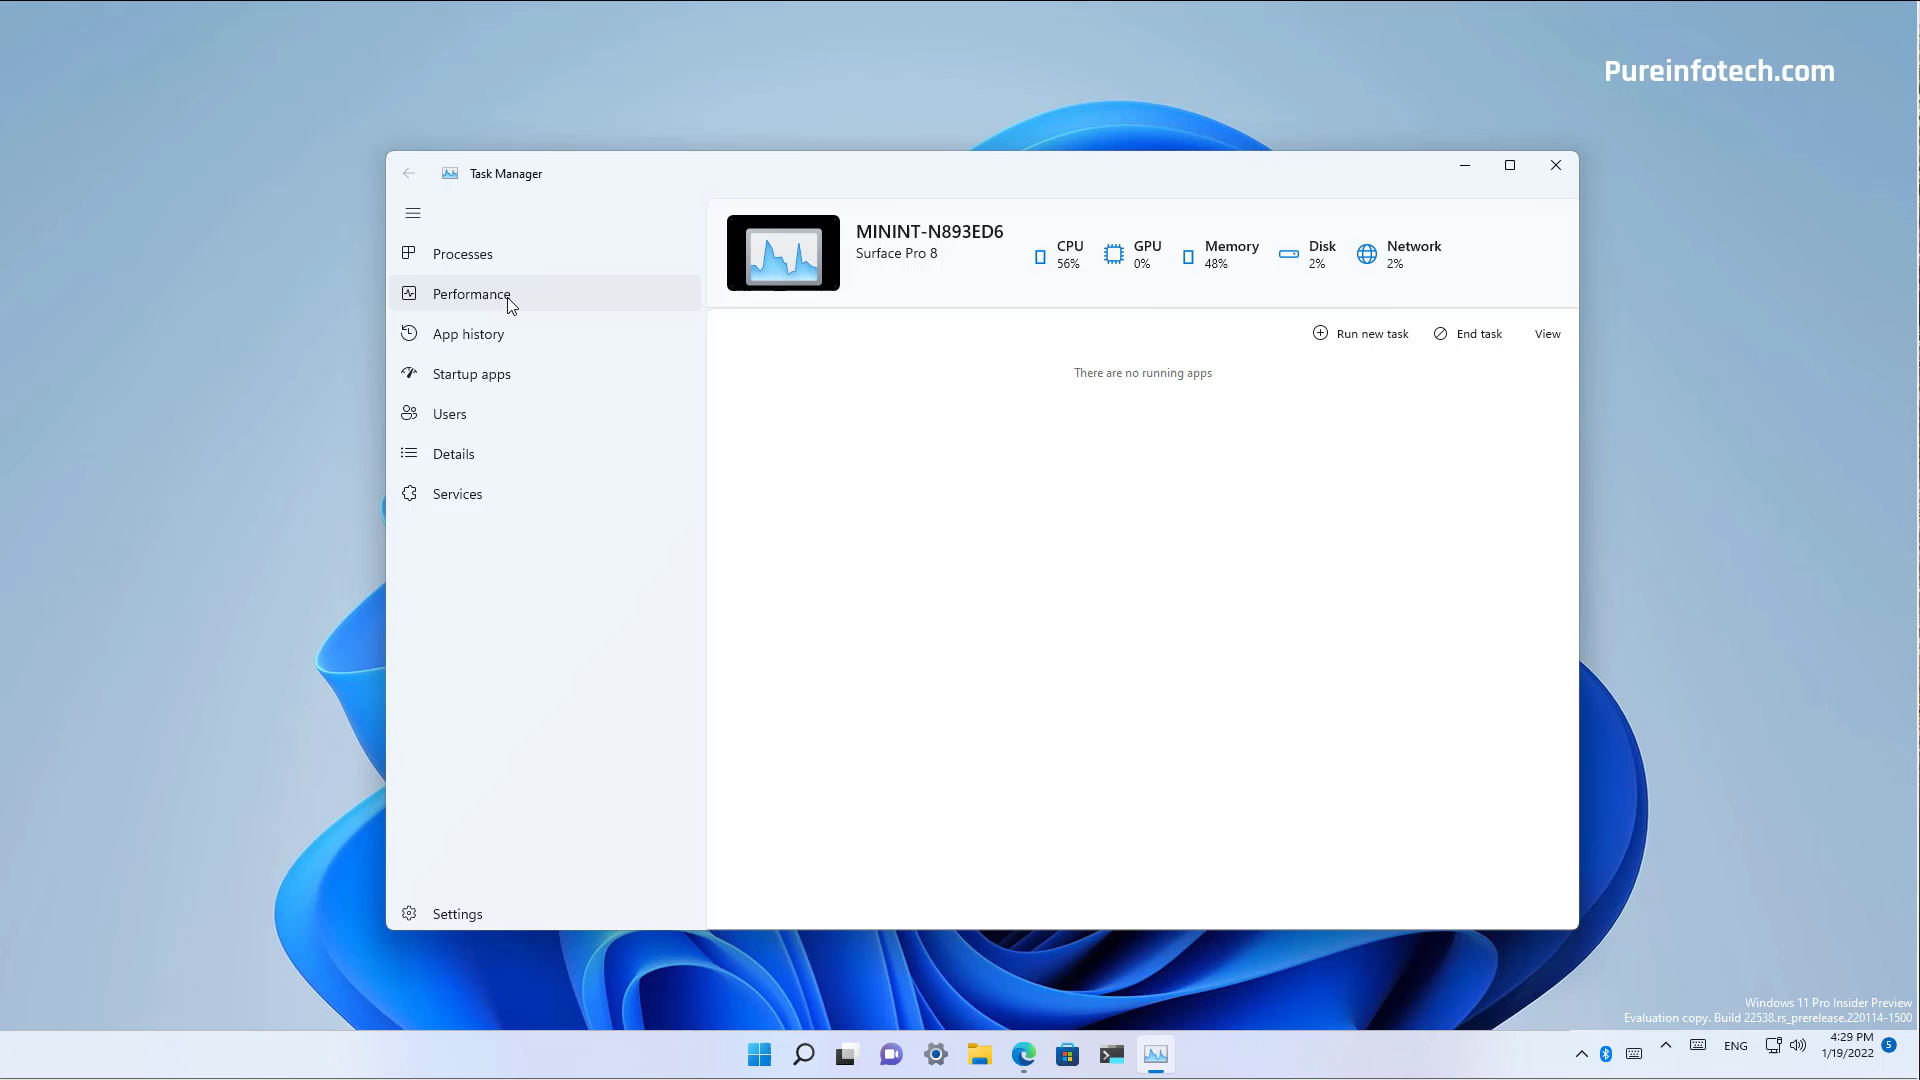 Pureinfotech.com
Task Manager
MININT-N893ED6
Surface Pro 8
CPU
56%
GPU
0%
Memory
48%
Disk
2%
Network
2%
Processes
Performance
App history
Startup apps
Users
Details
Services
Settings
Run new task
End task
View
There are no running apps
Windows 11 Pro Insider Preview
Evaluation copy. Build 22538.rs_prerelease.220114-1500
ENG
4:29 PM
1/19/2022
5